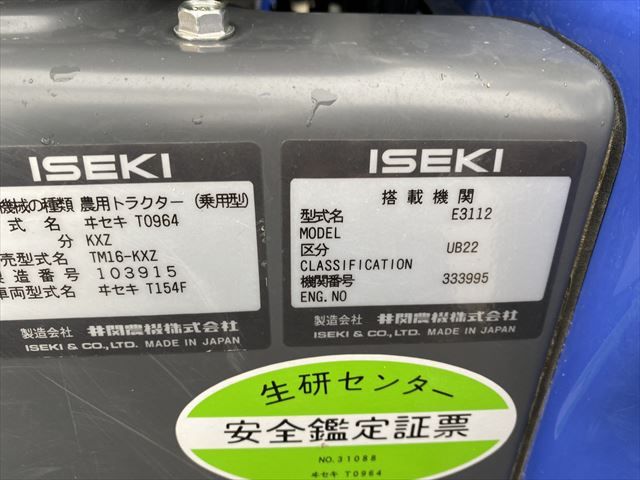 ISEKI
機械の種類 農用トラクター (乗用型)
式名 ヰセキ T0964
分 KXZ
売型式名 TM16-KXZ
製造番号 103915
車両型式名 ヰセキ T154F
製造会社 井関農機株式会社
ISEKI & CO., LTD. MADE IN JAPAN
ISEKI
搭載機関
型式名 E3112
MODEL
区分 UB22
CLASSIFICATION
機関番号 333995
ENG.NO
製造会社 井関農機株式会社
ISEKI & CO., LTD. MADE IN JAPAN
生研センター
安全鑑定証票
NO.31088
ヰセキ T0964